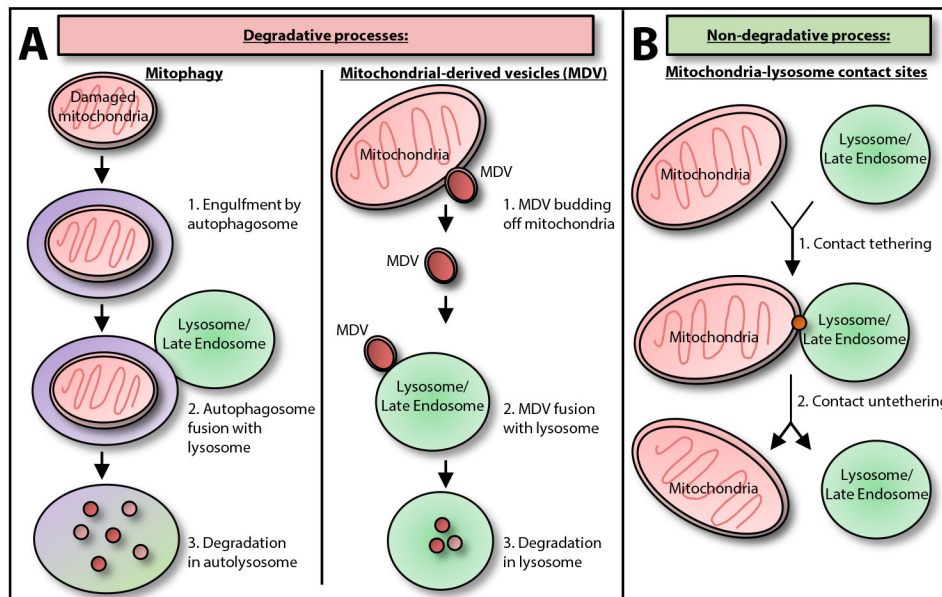 A
Degradative processes:
Mitophagy
Damaged
mitochondria
1. Engulfment by
autophagosome
Lysosome/
Late Endosome
2. Autophagosome
fusion with
lysosome
3. Degradation
in autolysosome
Mitochondrial-derived vesicles (MDV)
Mitochondria
MDV
1. MDV budding
off mitochondria
MDV
MDV
Lysosome/
Late Endosome
2. MDV fusion
with lysosome
3. Degradation
in lysosome
B
Non-degradative process:
Mitochondria-lysosome contact sites
Mitochondria
Lysosome/
Late Endosome
1. Contact tethering
Mitochondria
Lysosome/
Late Endosome
2. Contact untethering
Mitochondria
Lysosome/
Late Endosome